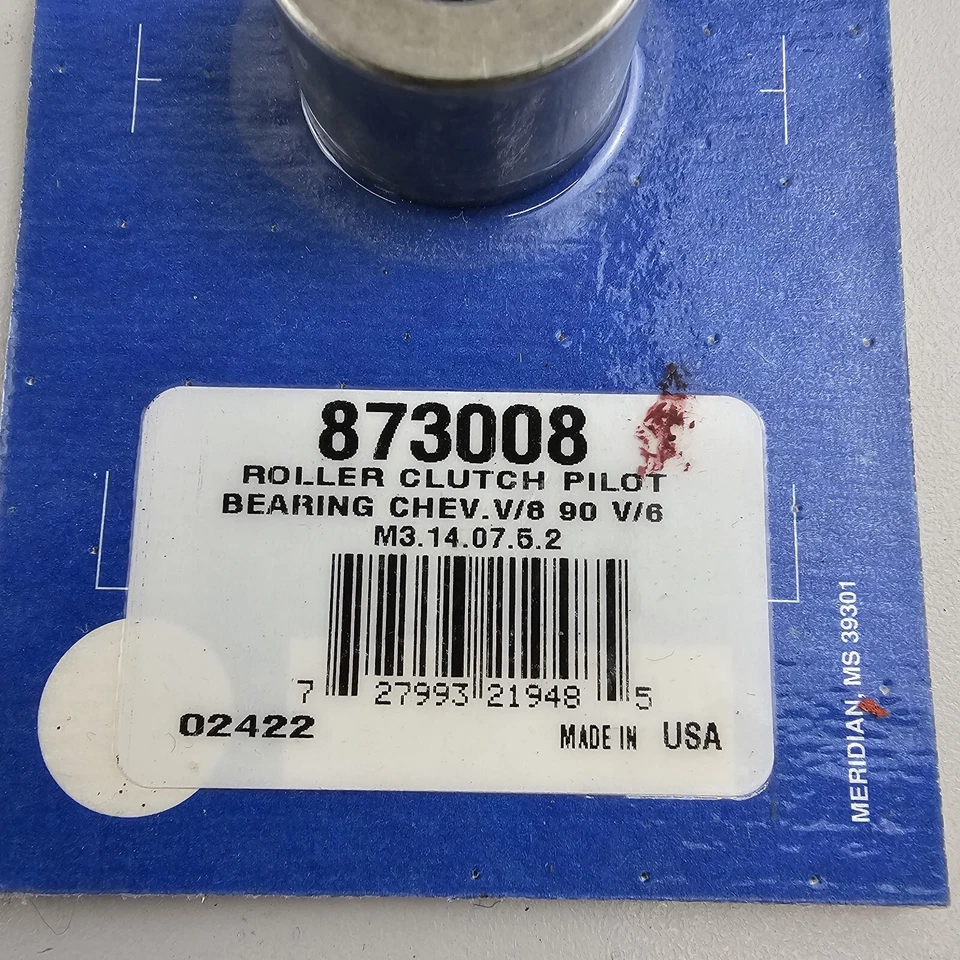 873008
ROLLER CLUTCH PILOT
BEARING CHEV.V/8 90 V/6
M3.14.07.5.2
7 27993 21948 5
02422 MADE IN USA
MERIDIAN, MS 39301